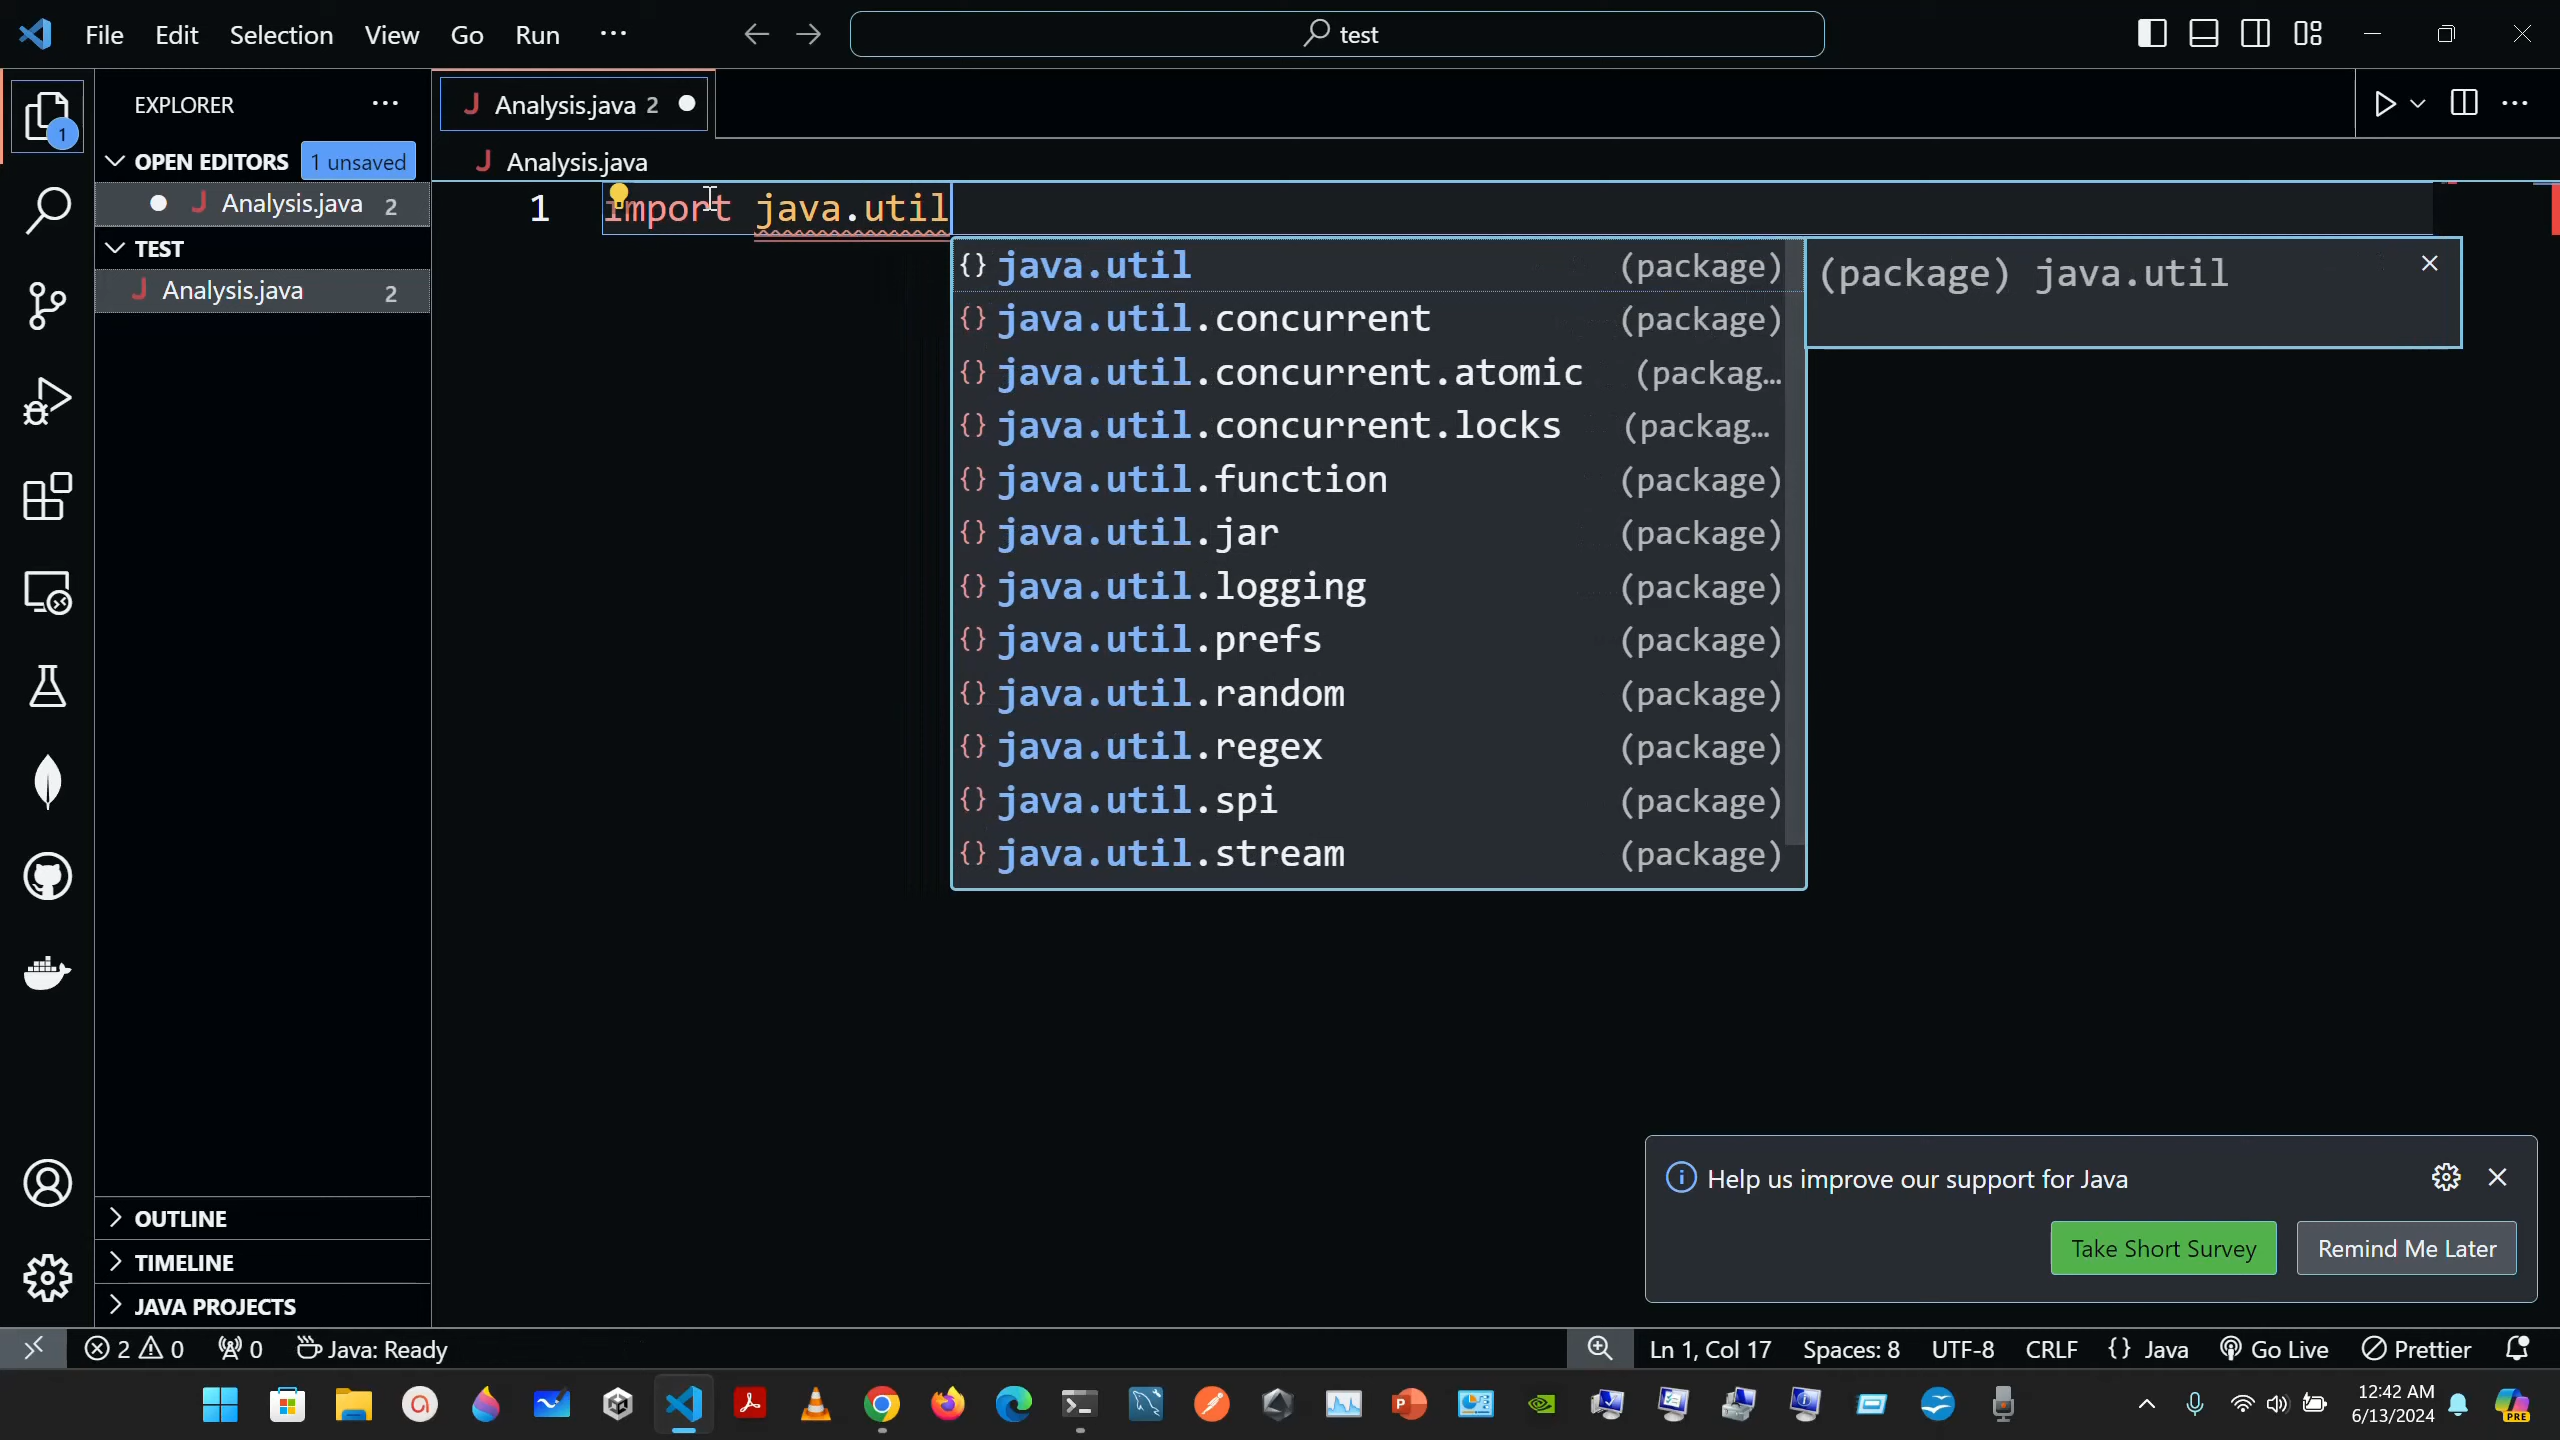 File Edit Selection View Go Run ··· test
EXPLORER ···
OPEN EDITORS 1 unsaved
Analysis.java 2
TEST
Analysis.java 2
Analysis.java 2
Analysis.java
1 import java.util
java.util (package)
java.util.concurrent (package)
java.util.concurrent.atomic (packag...
java.util.concurrent.locks (packag...
java.util.function (package)
java.util.jar (package)
java.util.logging (package)
java.util.prefs (package)
java.util.random (package)
java.util.regex (package)
java.util.spi (package)
java.util.stream (package)
(package) java.util
1
OUTLINE
TIMELINE
JAVA PROJECTS
Help us improve our support for Java
Take Short Survey Remind Me Later
2 0 0 Java: Ready Ln 1, Col 17 Spaces: 8 UTF-8 CRLF {} Java Go Live Prettier
12:42 AM
6/13/2024
PRE